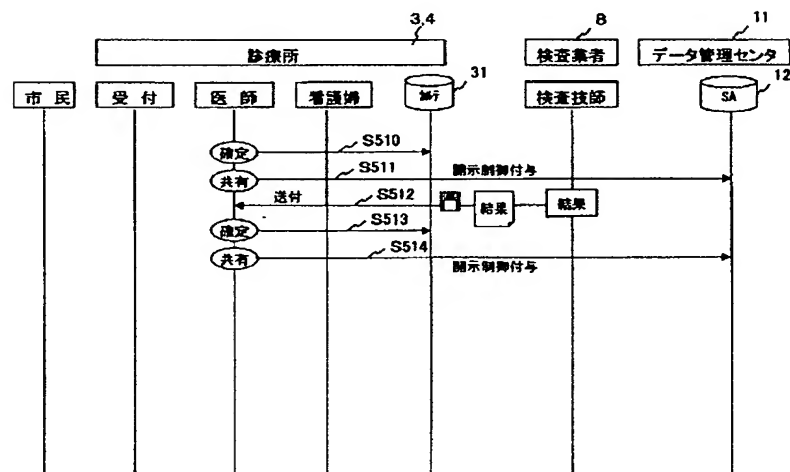 3,4
8
11
診療所
検査業者
データ管理センタ
31
12
市民
受付
医師
看護婦
検査技師
SA
確定
S510
共有
S511
開示制御付与
送付
S512
結果
結果
確定
S513
共有
S514
開示制御付与